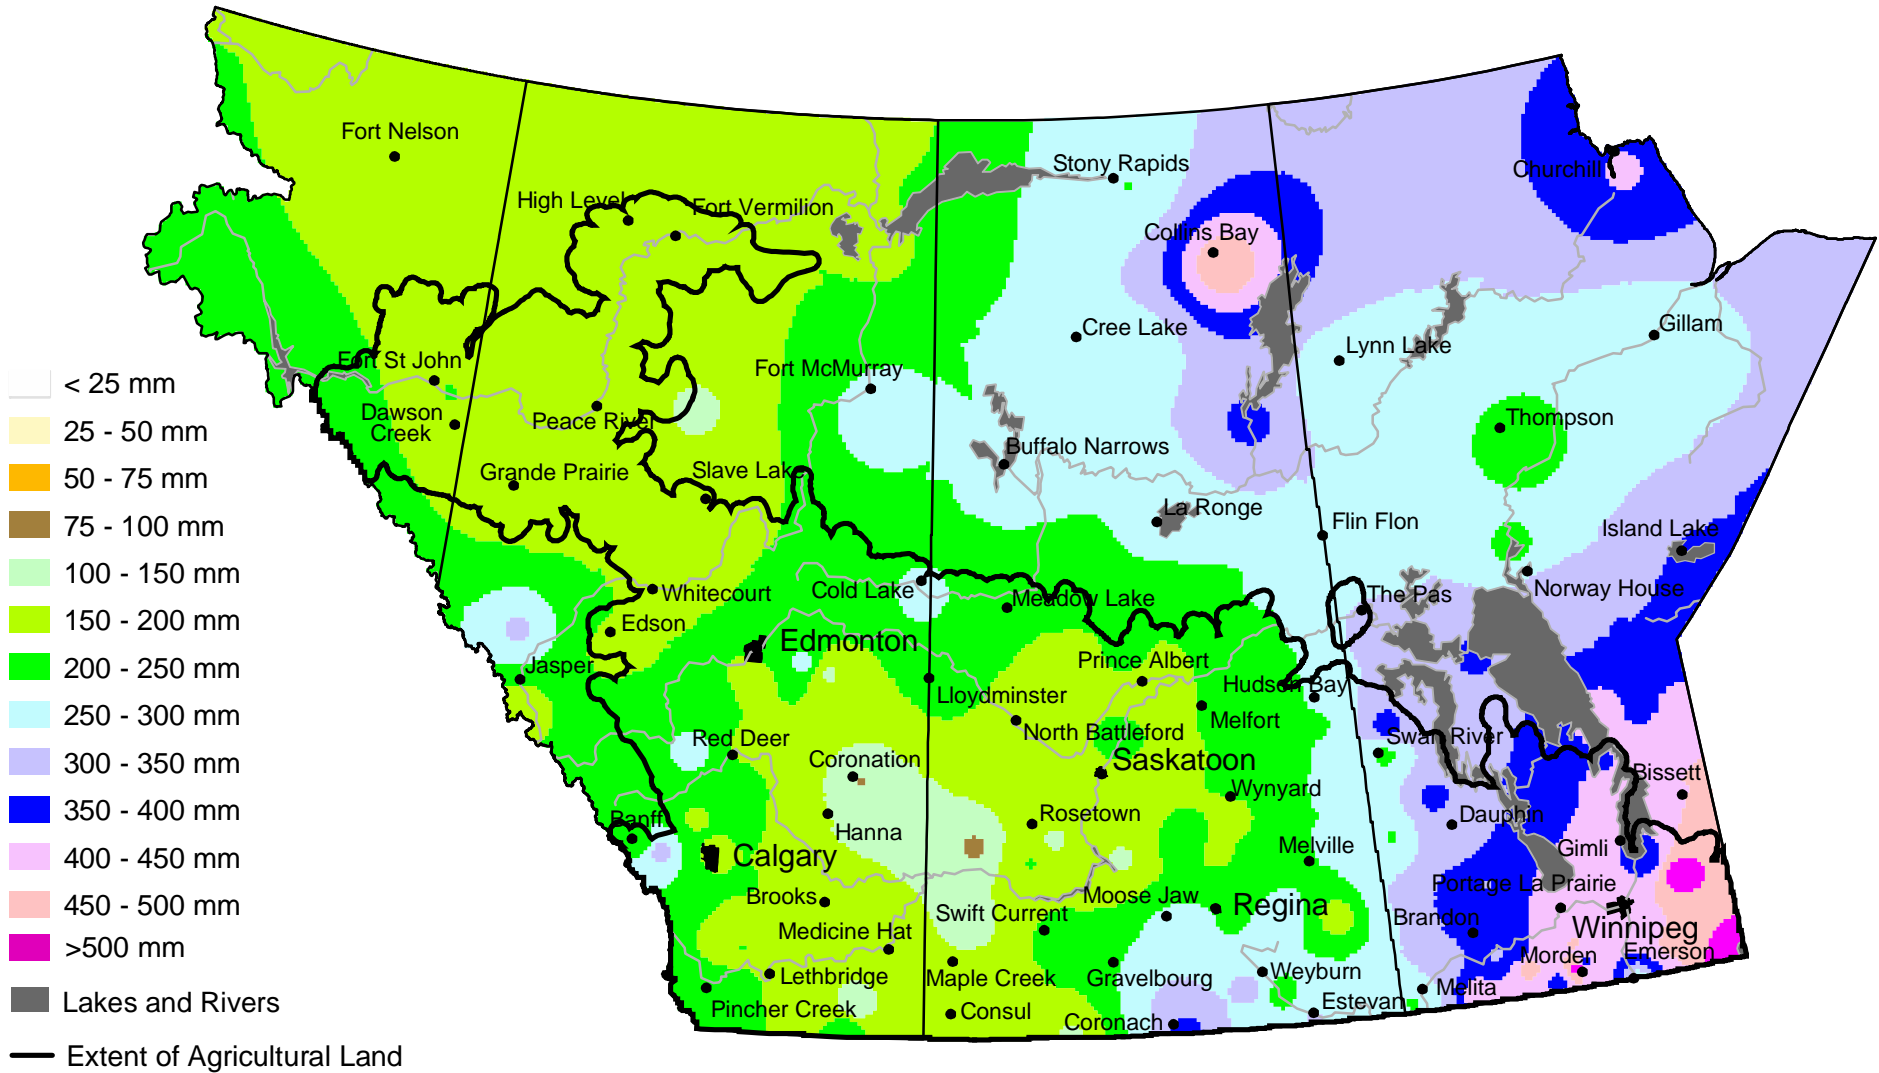 Fort Nelson
Stony Rapids
Churchill
High Level
Fort Vermilion
Collins Bay
Cree Lake
Gillam
Lynn Lake
Fort St John
Fort McMurray
Dawson
Creek
Peace River
Thompson
Buffalo Narrows
Grande Prairie
Slave Lake
La Ronge
Flin Flon
Island Lake
Whitecourt
Cold Lake
Meadow Lake
The Pas
Norway House
Edson
Edmonton
Jasper
Prince Albert
Hudson Bay
Lloydminster
Melfort
North Battleford
Red Deer
Swan River
Coronation
Saskatoon
Bissett
Wynyard
Banff
Hanna
Rosetown
Dauphin
Calgary
Melville
Gimli
Portage La Prairie
Brooks
Moose Jaw
Regina
Swift Current
Brandon
Medicine Hat
Winnipeg
Lethbridge
Maple Creek
Gravelbourg
Weyburn
Morden
Emerson
Pincher Creek
Consul
Coronach
Estevan
Melita
< 25 mm
25 - 50 mm
50 - 75 mm
75 - 100 mm
100 - 150 mm
150 - 200 mm
200 - 250 mm
250 - 300 mm
300 - 350 mm
350 - 400 mm
400 - 450 mm
450 - 500 mm
>500 mm
Lakes and Rivers
Extent of Agricultural Land